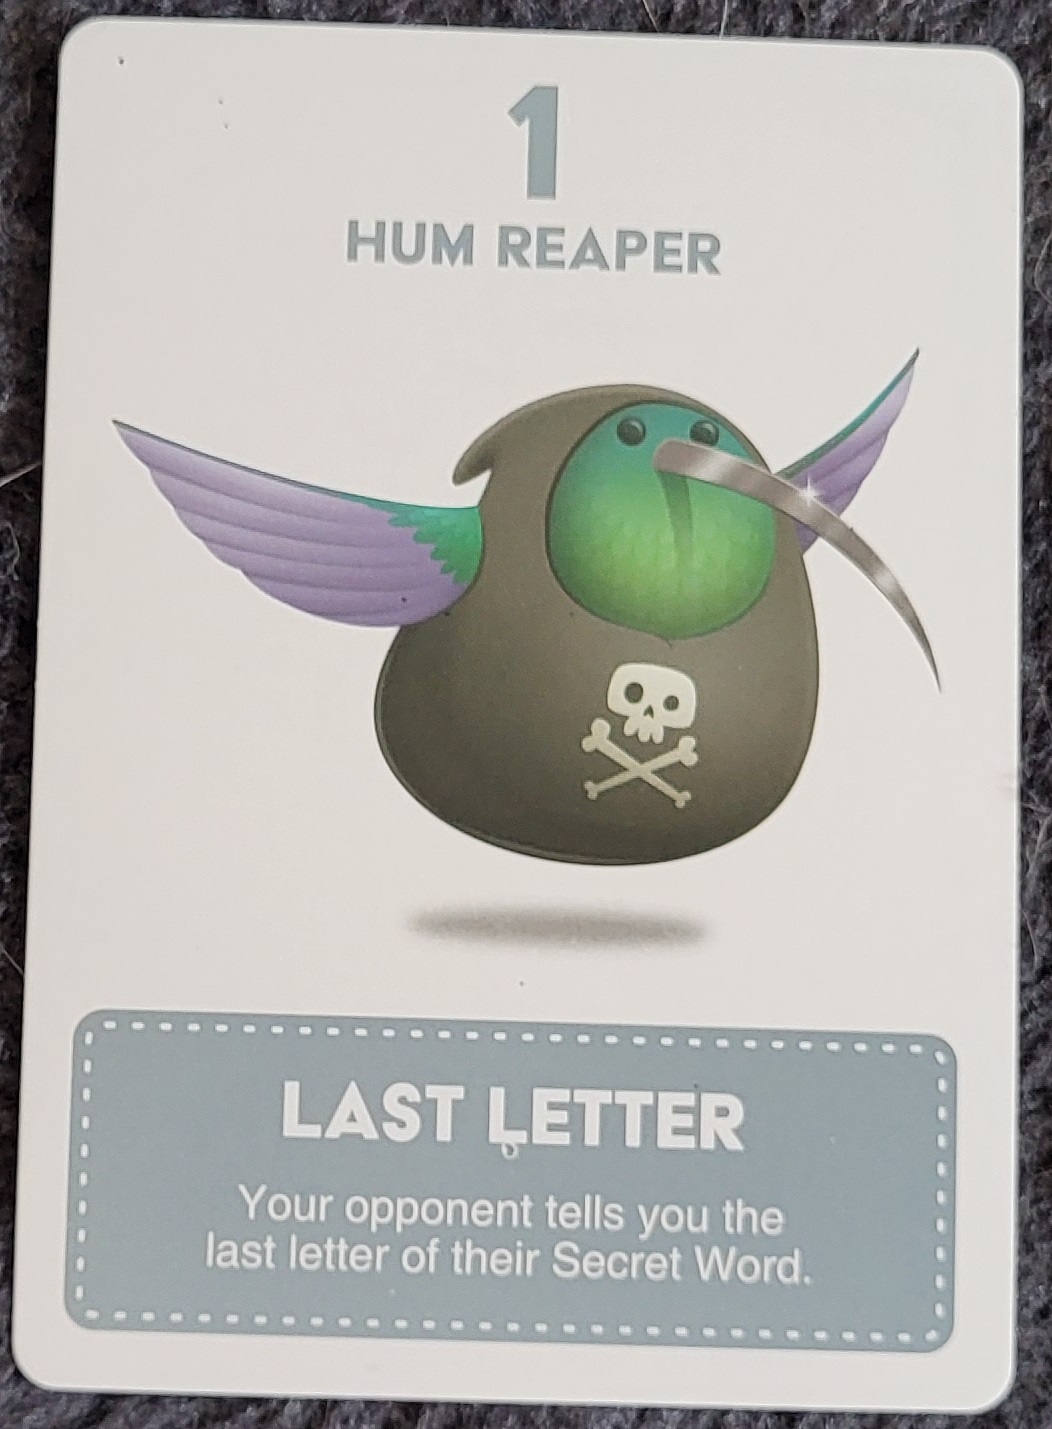 1
HUM REAPER
LAST LETTER
Your opponent tells you the
last letter of their Secret Word.